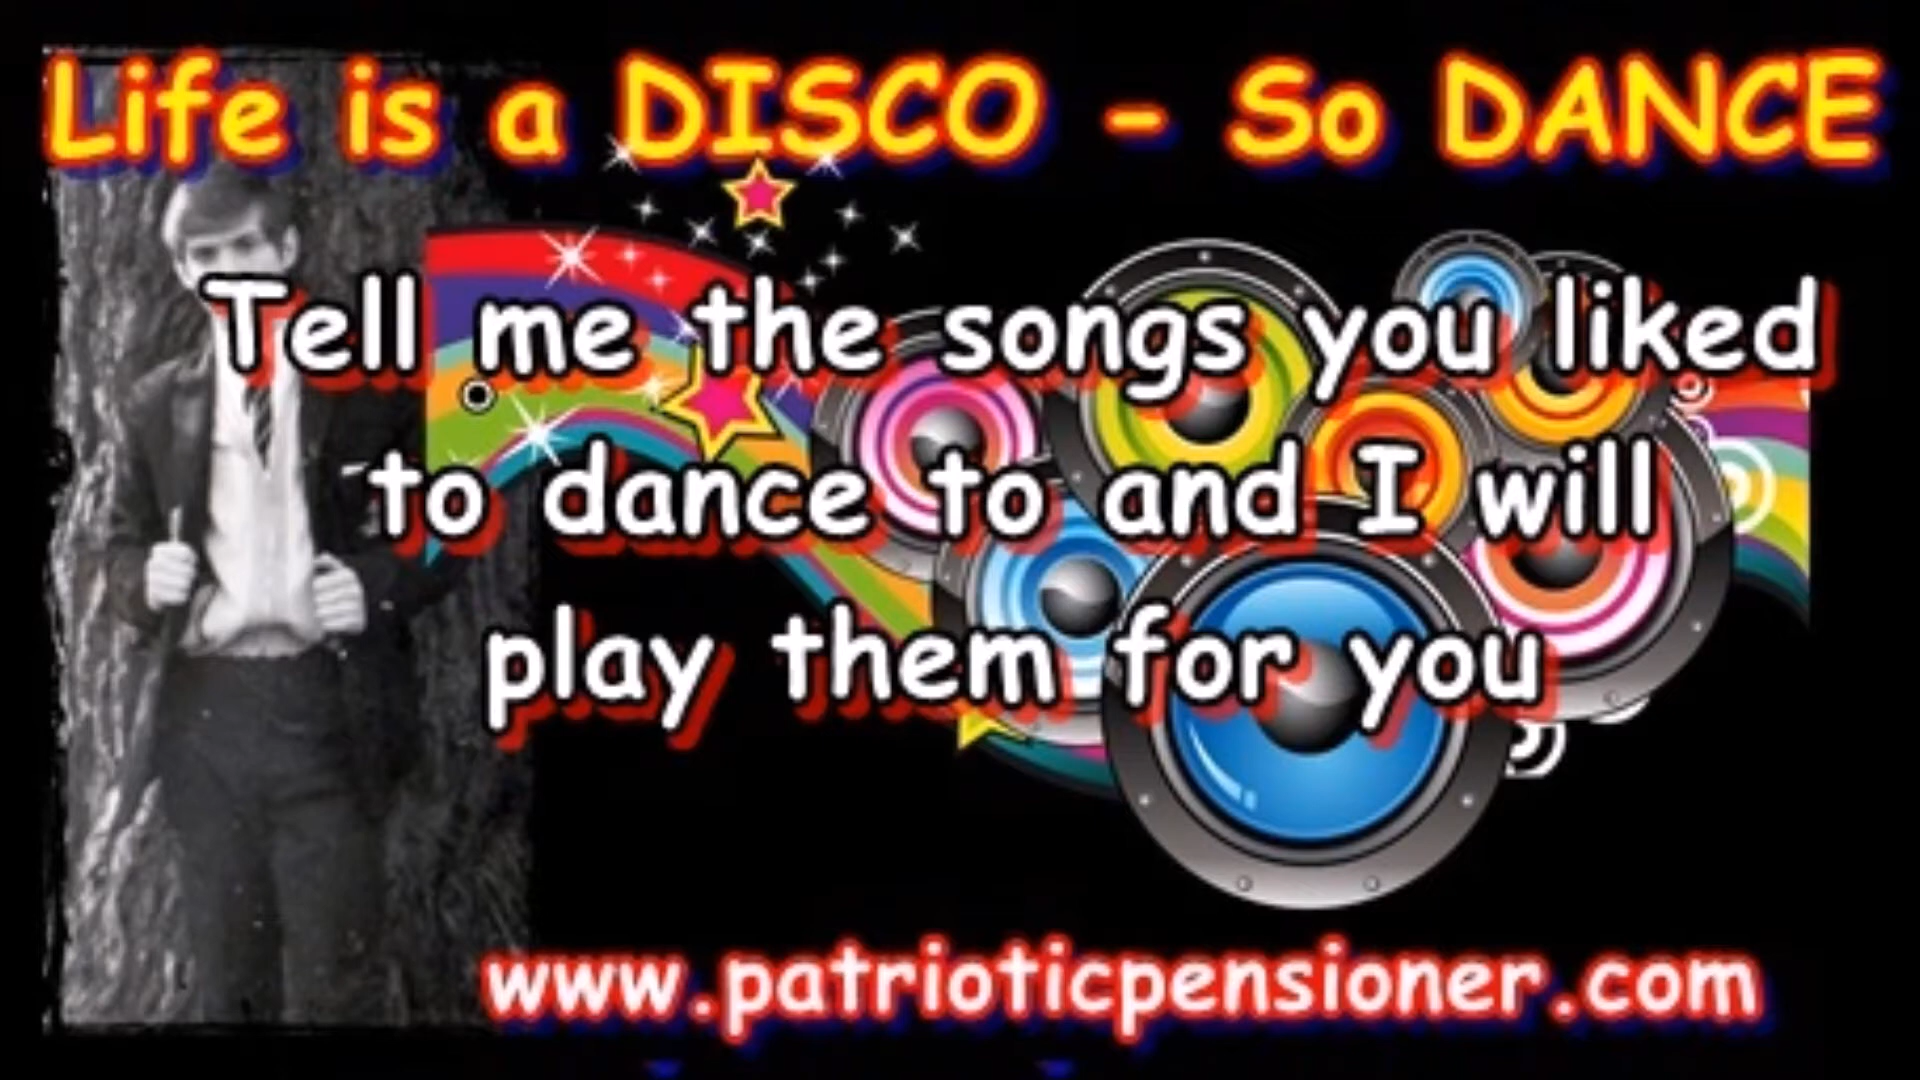 Life is a DISCO - So DANCE
Tell me the songs you liked
to dance to and I will
play them for you
www.patrioticpensioner.com